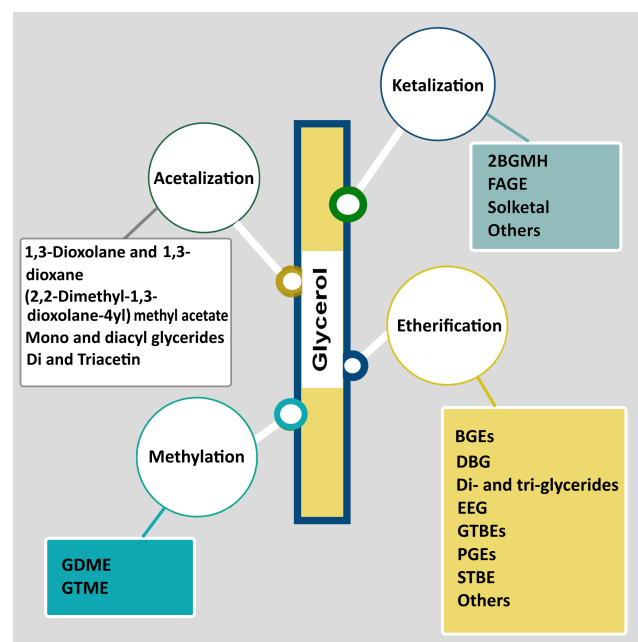 Ketalization
2BGMH
FAGE
Solketal
Others
Acetalization
1,3-Dioxolane and 1,3-
dioxane
(2,2-Dimethyl-1,3-
dioxolane-4yl) methyl acetate
Mono and diacyl glycerides
Di and Triacetin
Glycerol
Etherification
BGEs
DBG
Di- and tri-glycerides
EEG
GTBEs
PGEs
STBE
Others
Methylation
GDME
GTME